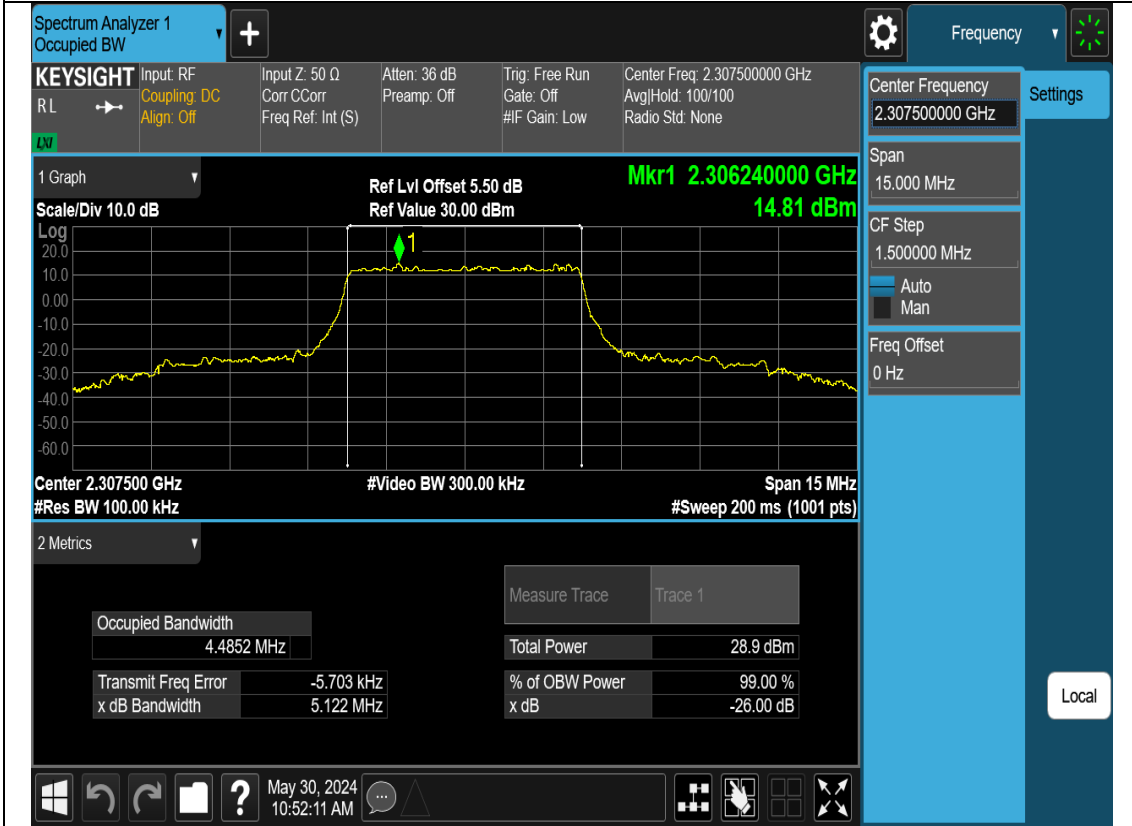 Spectrum Analyzer 1
Occupied BW
+
Frequency
KEYSIGHT
R L
LXI
Input: RF
Coupling: DC
Align: Off
Input Z: 50 Ω
Corr CCorr
Freq Ref: Int (S)
Atten: 36 dB
Preamp: Off
Trig: Free Run
Gate: Off
#IF Gain: Low
Center Freq: 2.307500000 GHz
Avg|Hold: 100/100
Radio Std: None
Center Frequency
2.307500000 GHz
Settings
Span
15.000 MHz
CF Step
1.500000 MHz
Auto
Man
Freq Offset
0 Hz
Local
1 Graph
Scale/Div 10.0 dB
Ref Lvl Offset 5.50 dB
Ref Value 30.00 dBm
Mkr1 2.306240000 GHz
14.81 dBm
Log
1
20.0
10.0
0.00
-10.0
-20.0
-30.0
-40.0
-50.0
-60.0
Center 2.307500 GHz
#Video BW 300.00 kHz
Span 15 MHz
#Res BW 100.00 kHz
#Sweep 200 ms (1001 pts)
2 Metrics
Measure Trace Trace 1
Occupied Bandwidth
4.4852 MHz
Total Power 28.9 dBm
Transmit Freq Error -5.703 kHz
% of OBW Power 99.00 %
x dB Bandwidth 5.122 MHz
x dB -26.00 dB
?
May 30, 2024
10:52:11 AM